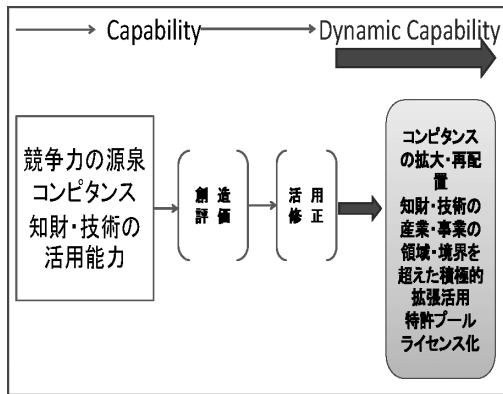 Capability
Dynamic Capability
競争力の源泉
コンピタンス
知財・技術の
活用能力
創 造
評 価
活 用
修 正
コンピタンス
の拡大・再配
置
知財・技術の
産業・事業の
領域・境界を
超えた積極的
拡張活用
特許プール
ライセンス化